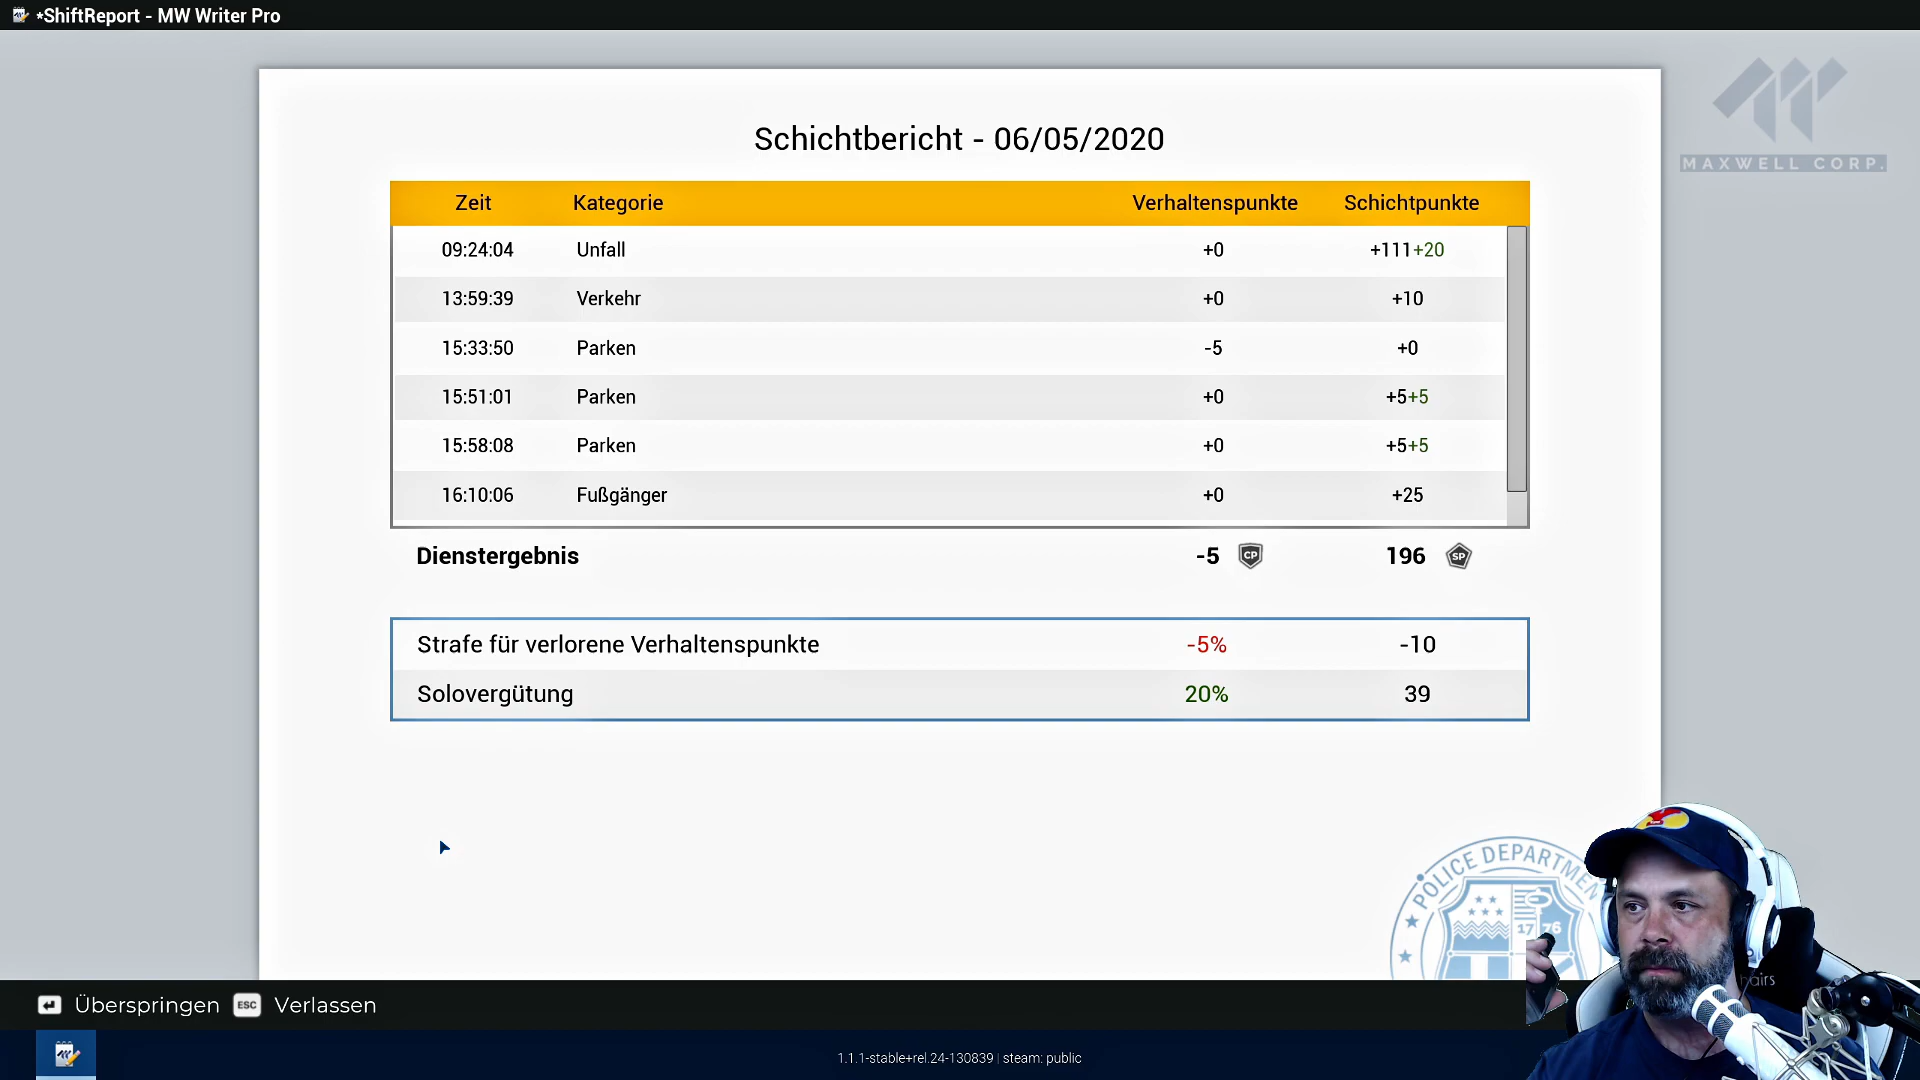 *ShiftReport - MW Writer Pro
MAXWELL CORP.
Schichtbericht - 06/05/2020
Zeit Kategorie Verhaltenspunkte Schichtpunkte
09:24:04 Unfall +0 +111+20
13:59:39 Verkehr +0 +10
15:33:50 Parken -5 +0
15:51:01 Parken +0 +5+5
15:58:08 Parken +0 +5+5
16:10:06 Fußgänger +0 +25
Dienstergebnis -5 CP 196 SP
Strafe für verlorene Verhaltenspunkte -5% -10
Solovergütung 20% 39
POLICE DEPARTMEN
17 76
hairs
Überspringen ESC Verlassen
1.1.1-stable+rel.24-130839 | steam: public